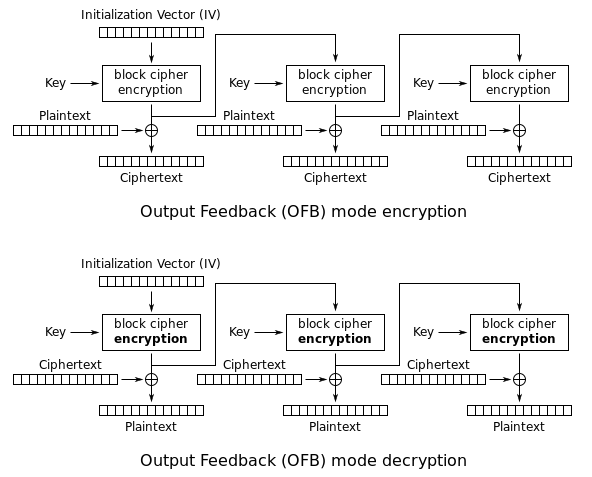 Initialization Vector (IV)
Key
block cipher
encryption
Key
block cipher
encryption
Key
block cipher
encryption
Plaintext
Plaintext
Plaintext
Ciphertext
Ciphertext
Ciphertext
Output Feedback (OFB) mode encryption
Initialization Vector (IV)
Key
block cipher
encryption
Key
block cipher
encryption
Key
block cipher
encryption
Ciphertext
Ciphertext
Ciphertext
Plaintext
Plaintext
Plaintext
Output Feedback (OFB) mode decryption